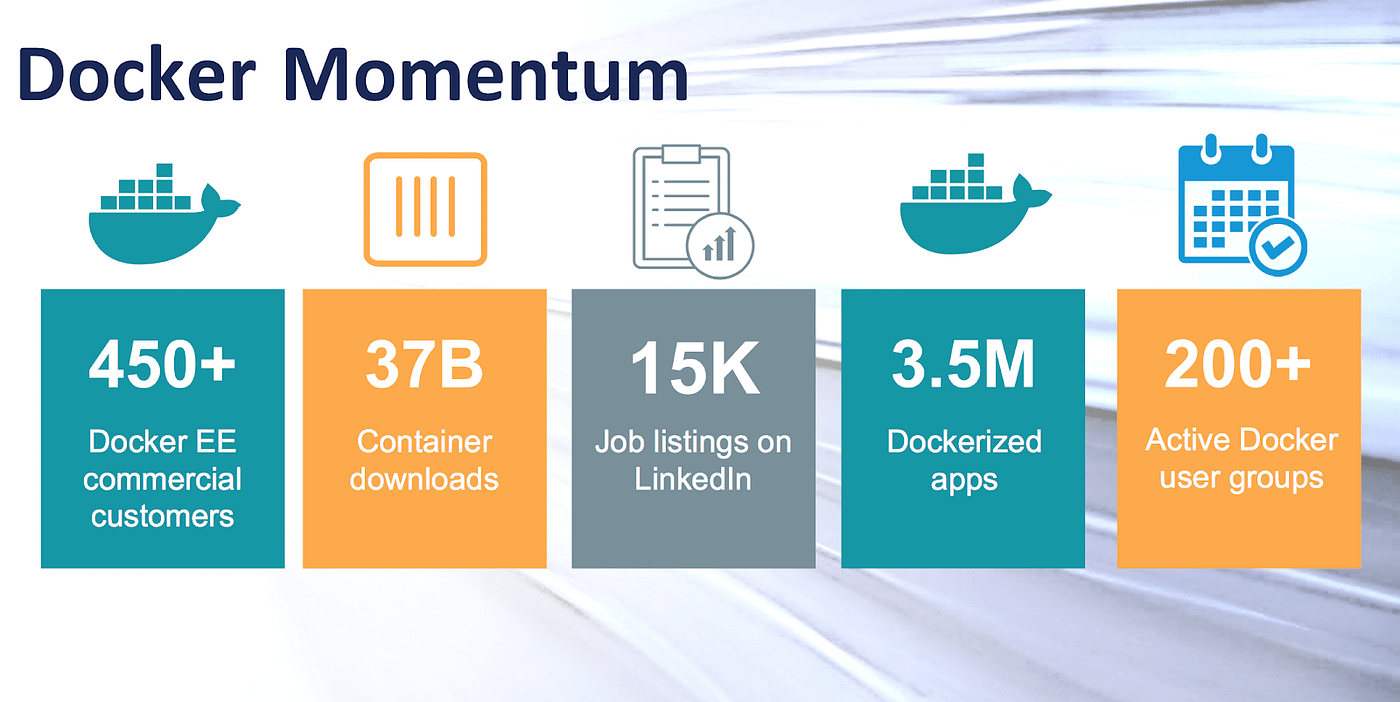 Docker Momentum
450+
Docker EE
commercial
customers
37B
Container
downloads
15K
Job listings on
LinkedIn
3.5M
Dockerized
apps
200+
Active Docker
user groups